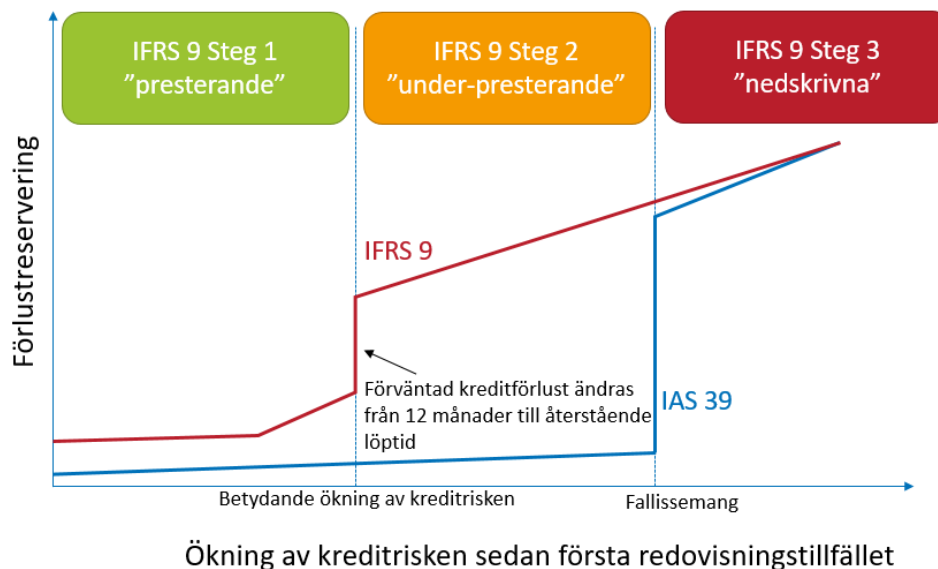 IFRS 9 Steg 1
”presterande”
IFRS 9 Steg 2
”under-presterande”
IFRS 9 Steg 3
”nedskrivna”
Förlustreservering
IFRS 9
Förväntad kreditförlust ändras
från 12 månader till återstående
löptid
IAS 39
Betydande ökning av kreditrisken
Fallissemang
Ökning av kreditrisken sedan första redovisningstillfället